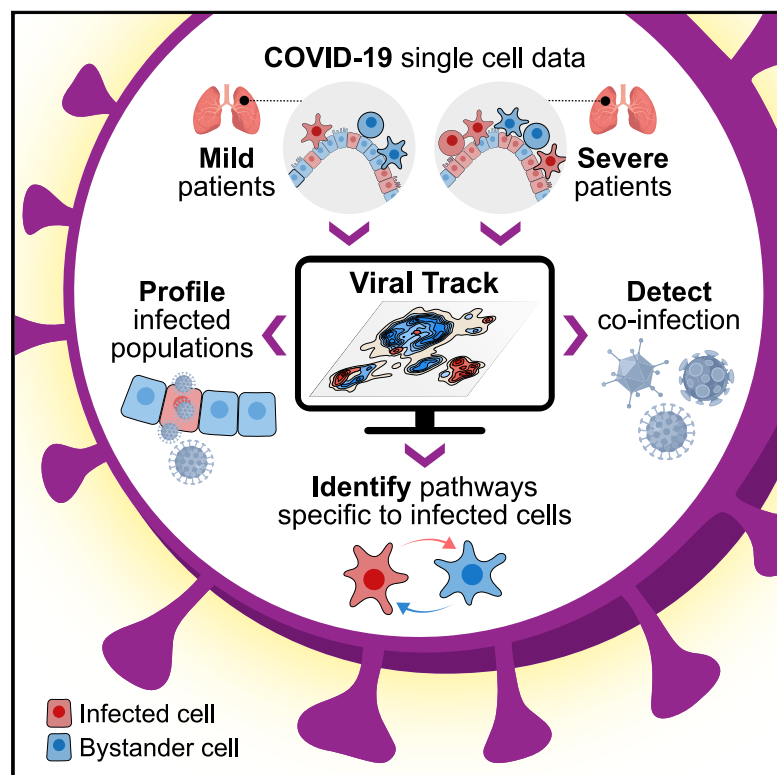 COVID-19 single cell data
Mild
patients
Severe
patients
Viral Track
Profile
infected
populations
Detect
co-infection
Identify pathways
specific to infected cells
Infected cell
Bystander cell